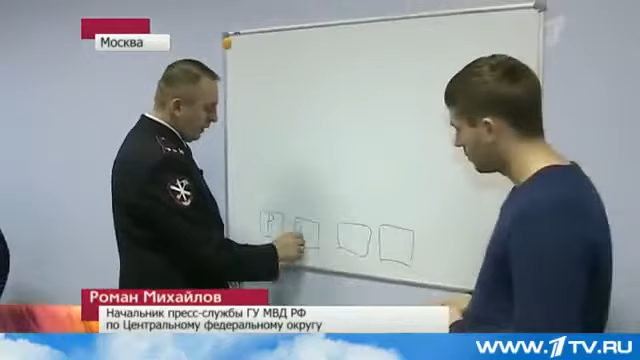 Москва
Роман Михайлов
Начальник пресс-службы ГУ МВД РФ
по Центральному федеральному округу
www.1TV.RU